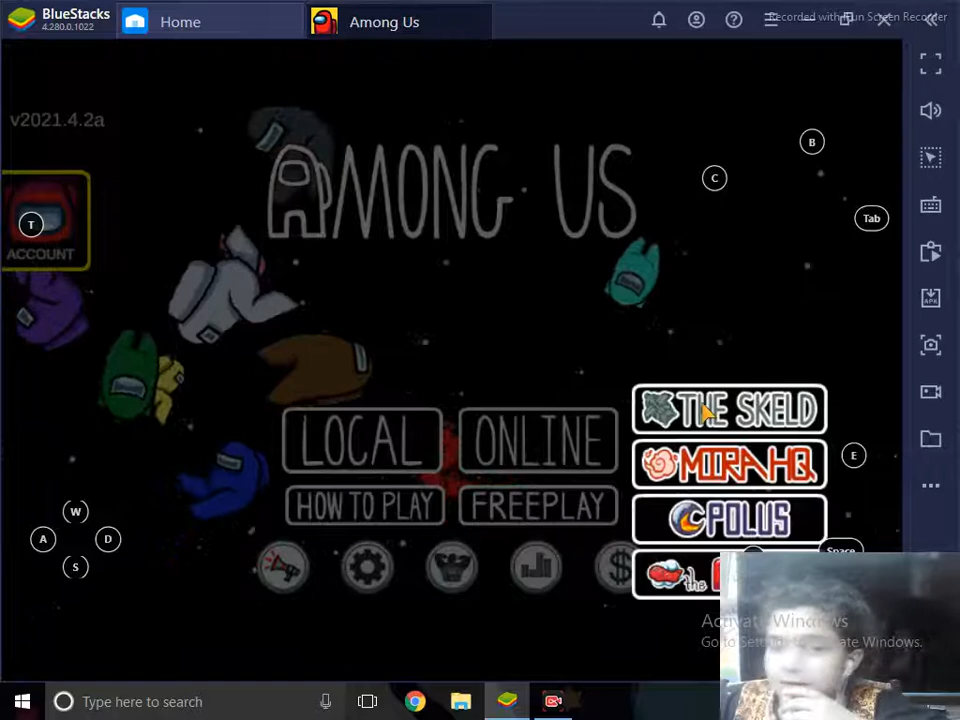 BlueStacks
4.280.0.1022
Home
Among Us
Recorded with Fun Screen Recorder
v2021.4.2a
AMONG US
B
C
Tab
T
ACCOUNT
THE SKELD
LOCAL
ONLINE
MIRA HQ
E
HOW TO PLAY
FREEPLAY
POLUS
W
A
D
S
Space
the
Activate Windows
Go to Settings to activate Windows.
Type here to search